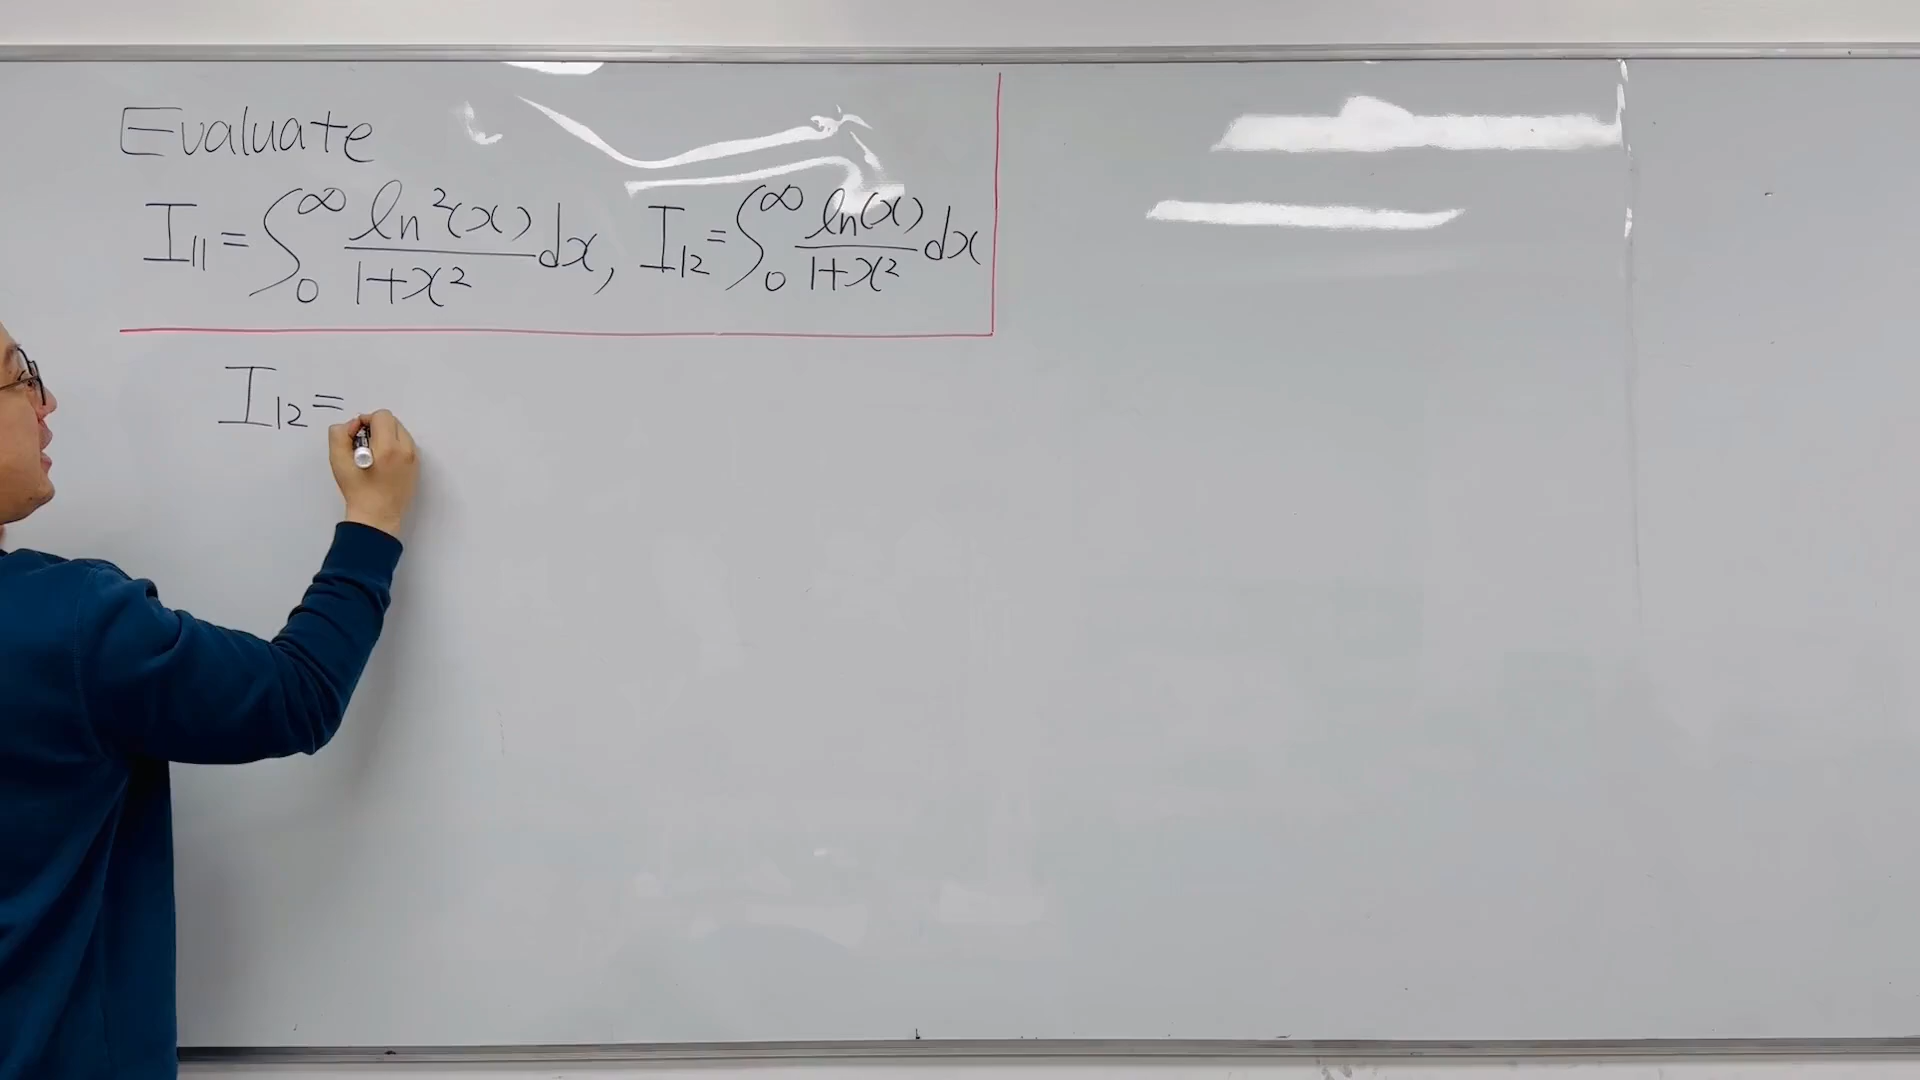 Evaluate
I₁₁ = ∫₀^∞ ln²(x)/(1+x²) dx, I₁₂ = ∫₀^∞ ln(x)/(1+x²) dx
I₁₂ =